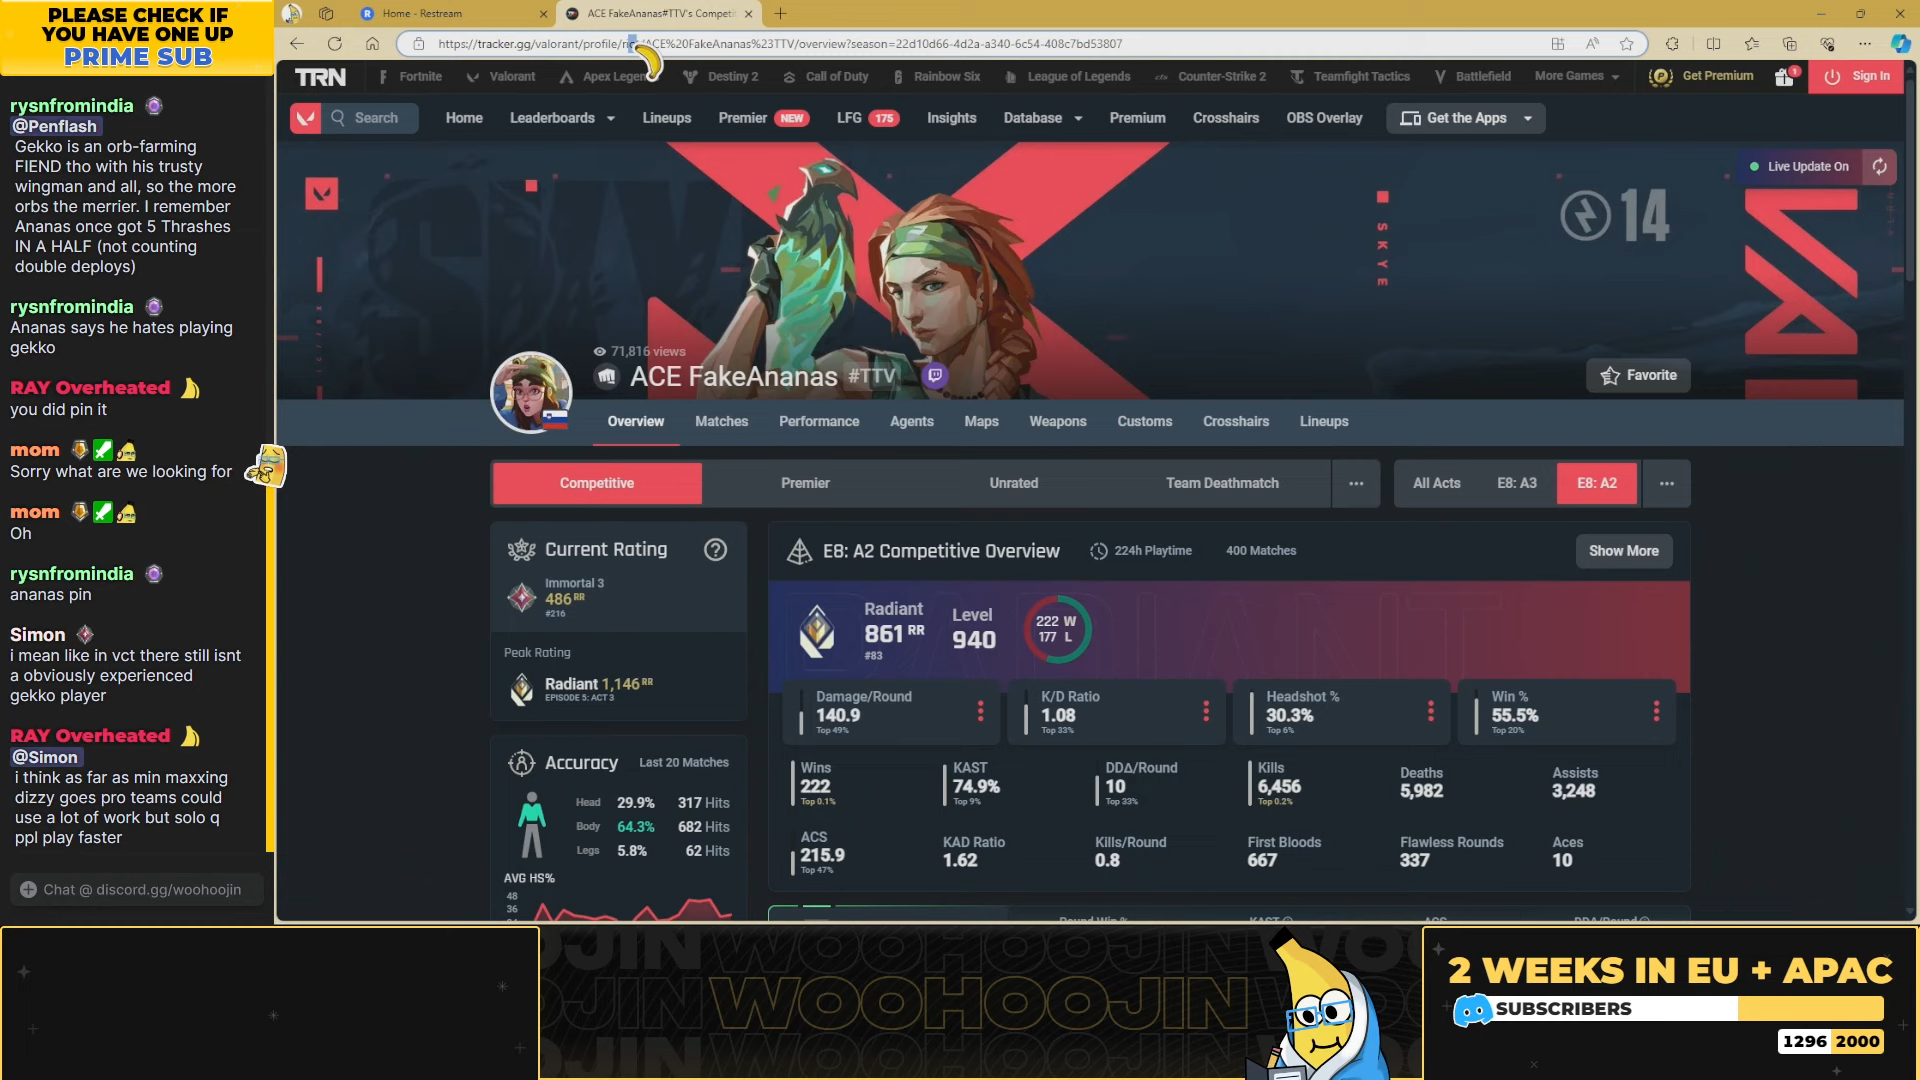 PLEASE CHECK IF
YOU HAVE ONE UP
PRIME SUB
Home - Restream
ACE FakeAnanas#TTV's Competi
TRN
Fortnite
Valorant
Apex Legen
Destiny 2
Call of Duty
Rainbow Six
League of Legends
Counter-Strike 2
Teamfight Tactics
Battlefield
More Games
Get Premium
1
Sign In
Search
Home
Leaderboards
Lineups
Premier NEW
LFG 175
Insights
Database
Premium
Crosshairs
OBS Overlay
Get the Apps
Live Update On
14
SKYE
71,816 views
ACE FakeAnanas #TTV
Favorite
Overview
Matches
Performance
Agents
Maps
Weapons
Customs
Crosshairs
Lineups
Competitive
Premier
Unrated
Team Deathmatch
All Acts
E8: A3
E8: A2
Current Rating
Immortal 3
486 RR
#216
Peak Rating
Radiant 1,146 RR
EPISODE 5: ACT 3
Accuracy
Last 20 Matches
Head 29.9% 317 Hits
Body 64.3% 682 Hits
Legs 5.8% 62 Hits
AVG HS%
48
36
E8: A2 Competitive Overview
224h Playtime
400 Matches
Show More
Radiant
861 RR
#83
Level
940
222 W
177 L
Damage/Round
140.9
Top 49%
K/D Ratio
1.08
Top 33%
Headshot %
30.3%
Top 6%
Win %
55.5%
Top 20%
Wins
222
Top 0.1%
KAST
74.9%
Top 9%
DDΔ/Round
10
Top 33%
Kills
6,456
Top 0.2%
Deaths
5,982
Assists
3,248
ACS
215.9
Top 47%
KAD Ratio
1.62
Kills/Round
0.8
First Bloods
667
Flawless Rounds
337
Aces
10
Round Win %
KAST
ACS
DDΔ/Round
rysnfromindia
@Penflash
Gekko is an orb-farming
FIEND tho with his trusty
wingman and all, so the more
orbs the merrier. I remember
Ananas once got 5 Thrashes
IN A HALF (not counting
double deploys)
rysnfromindia
Ananas says he hates playing
gekko
RAY Overheated
you did pin it
mom
Sorry what are we looking for
mom
Oh
rysnfromindia
ananas pin
Simon
i mean like in vct there still isnt
a obviously experienced
gekko player
RAY Overheated
@Simon
i think as far as min maxxing
dizzy goes pro teams could
use a lot of work but solo q
ppl play faster
Chat @ discord.gg/woohoojin
WOOHOOJIN
2 WEEKS IN EU + APAC
SUBSCRIBERS
1296 2000